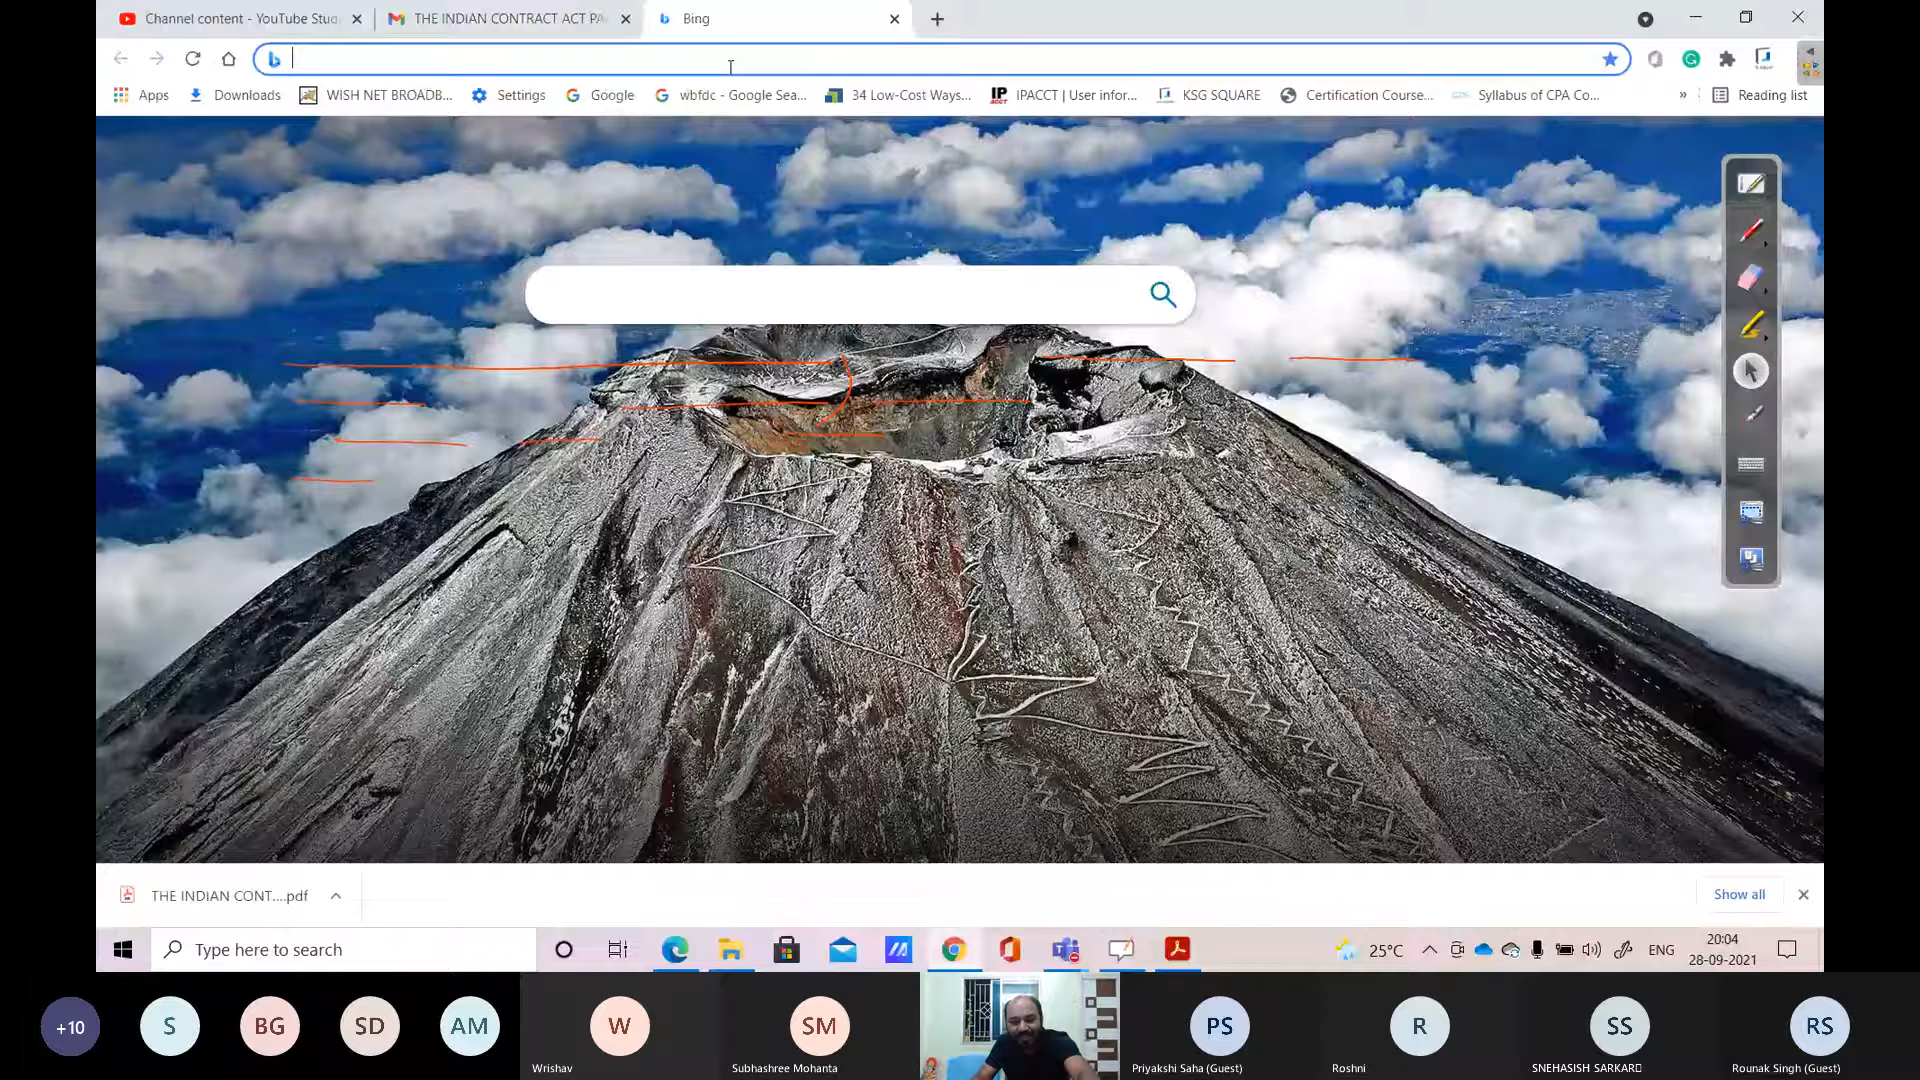 Channel content - YouTube Stud
THE INDIAN CONTRACT ACT PA
Bing
Apps
Downloads
WISH NET BROADB...
Settings
Google
wbfdc - Google Sea...
34 Low-Cost Ways...
IPACCT | User infor...
KSG SQUARE
Certification Course...
Syllabus of CPA Co...
»
Reading list
THE INDIAN CONT....pdf
Show all
Type here to search
25°C
ENG
20:04
28-09-2021
+10
S
BG
SD
AM
W
SM
PS
R
SS
RS
Wrishav
Subhashree Mohanta
Priyakshi Saha (Guest)
Roshni
SNEHASISH SARKAR
Rounak Singh (Guest)